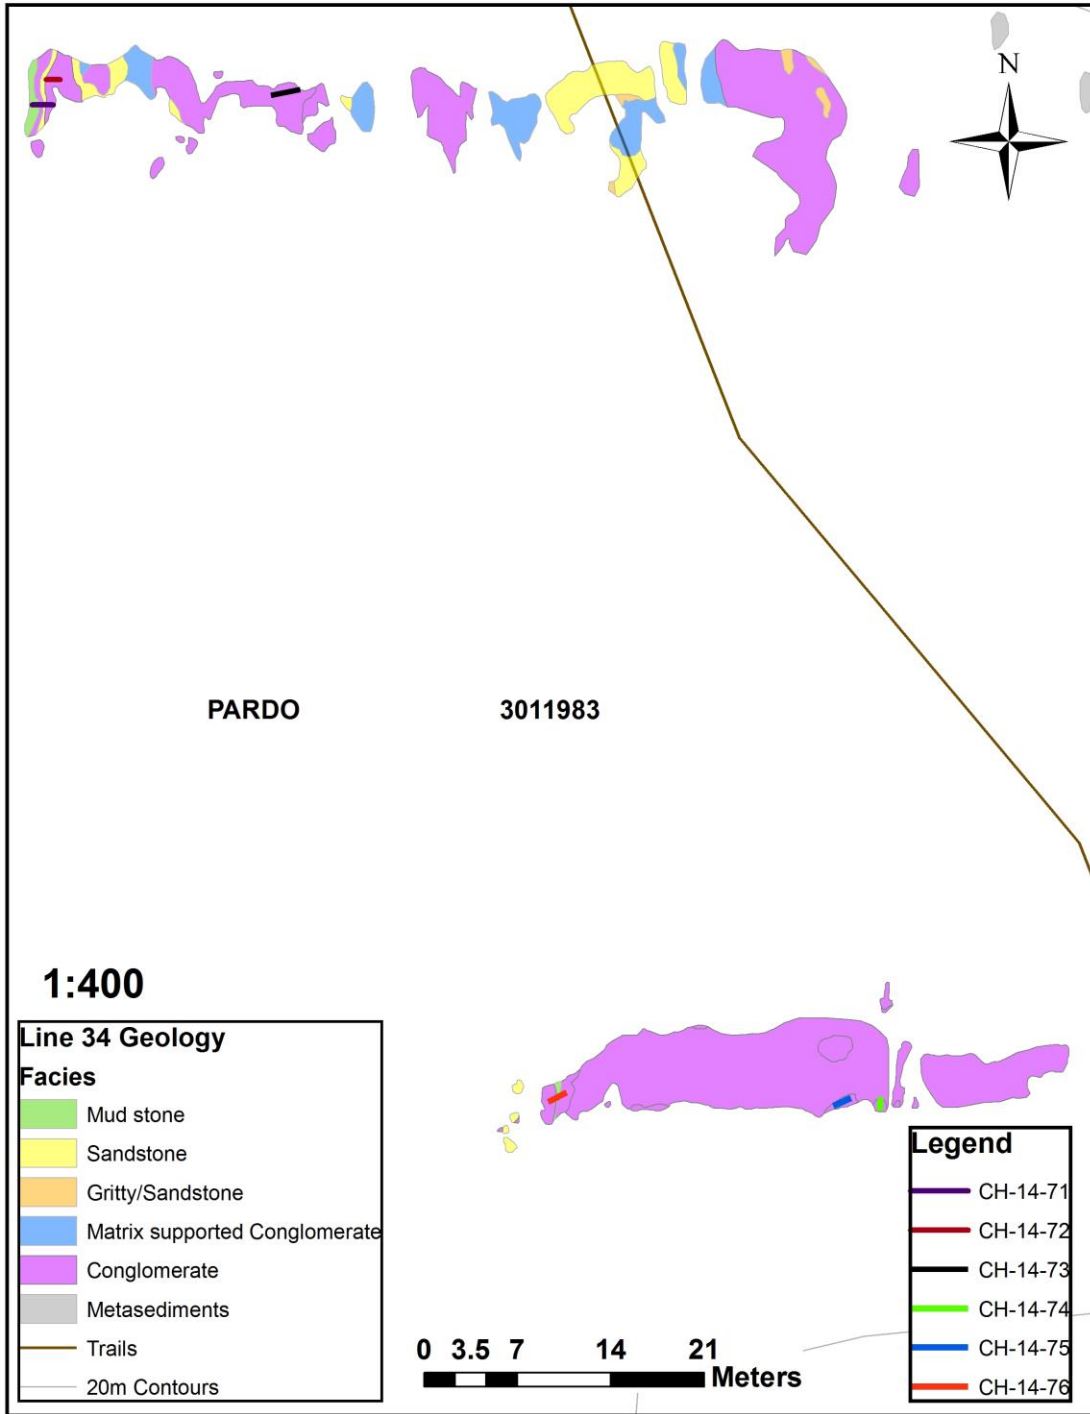 N
PARDO 3011983
1:400
Line 34 Geology
Facies
Mud stone
Sandstone
Gritty/Sandstone
Matrix supported Conglomerate
Conglomerate
Metasediments
Trails
20m Contours
0 3.5 7 14 21
Meters
Legend
CH-14-71
CH-14-72
CH-14-73
CH-14-74
CH-14-75
CH-14-76